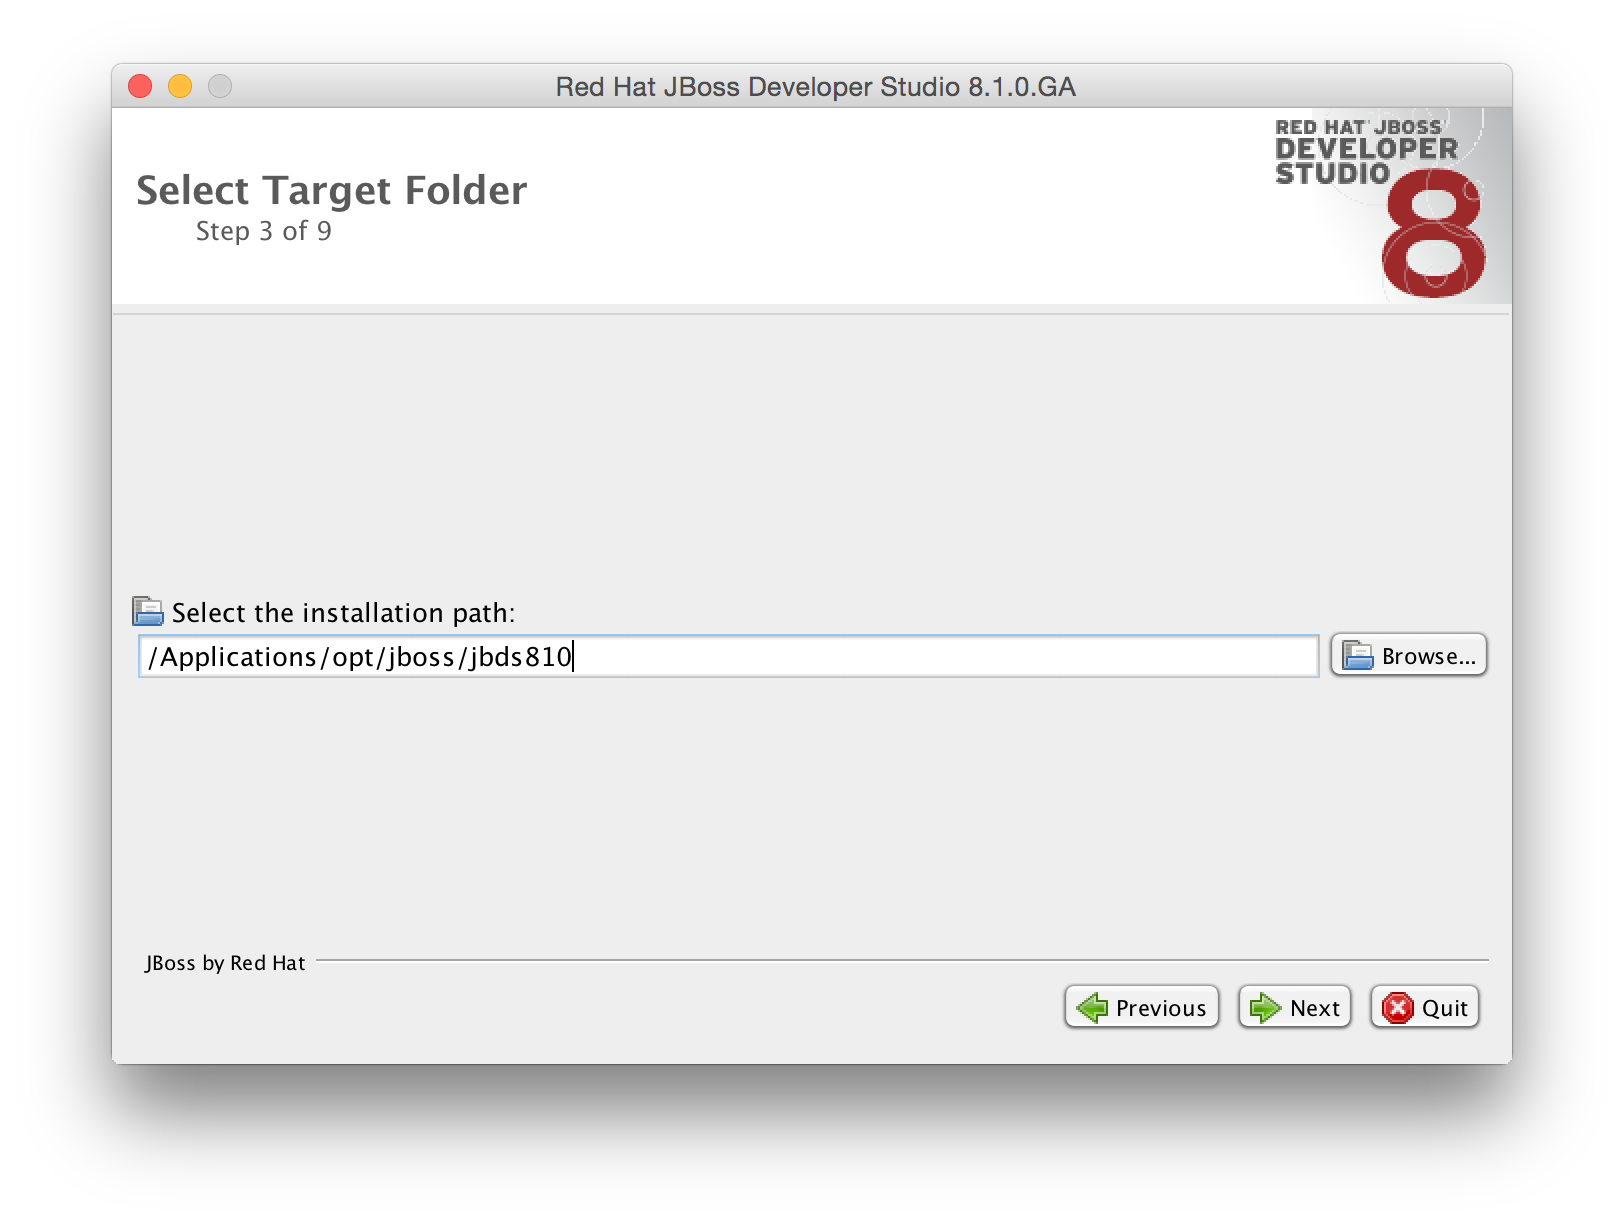 Red Hat JBoss Developer Studio 8.1.0.GA
RED HAT JBOSS
DEVELOPER
STUDIO
8
Select Target Folder
Step 3 of 9
Select the installation path:
/Applications/opt/jboss/jbds810
Browse...
JBoss by Red Hat
Previous
Next
Quit